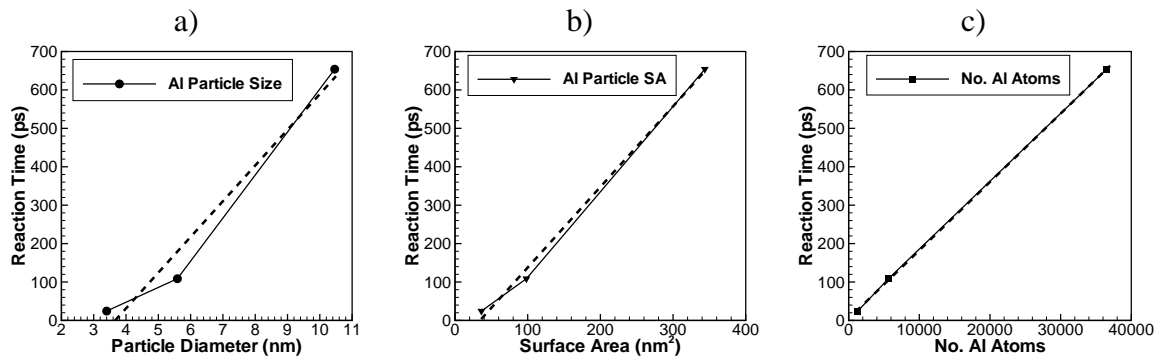 a)
700
600
500
400
300
200
100
0
Reaction Time (ps)
Al Particle Size
2 3 4 5 6 7 8 9 10 11
Particle Diameter (nm)
b)
700
600
500
400
300
200
100
0
Reaction Time (ps)
Al Particle SA
0 100 200 300 400
Surface Area (nm²)
c)
700
600
500
400
300
200
100
0
Reaction Time (ps)
No. Al Atoms
0 10000 20000 30000 40000
No. Al Atoms